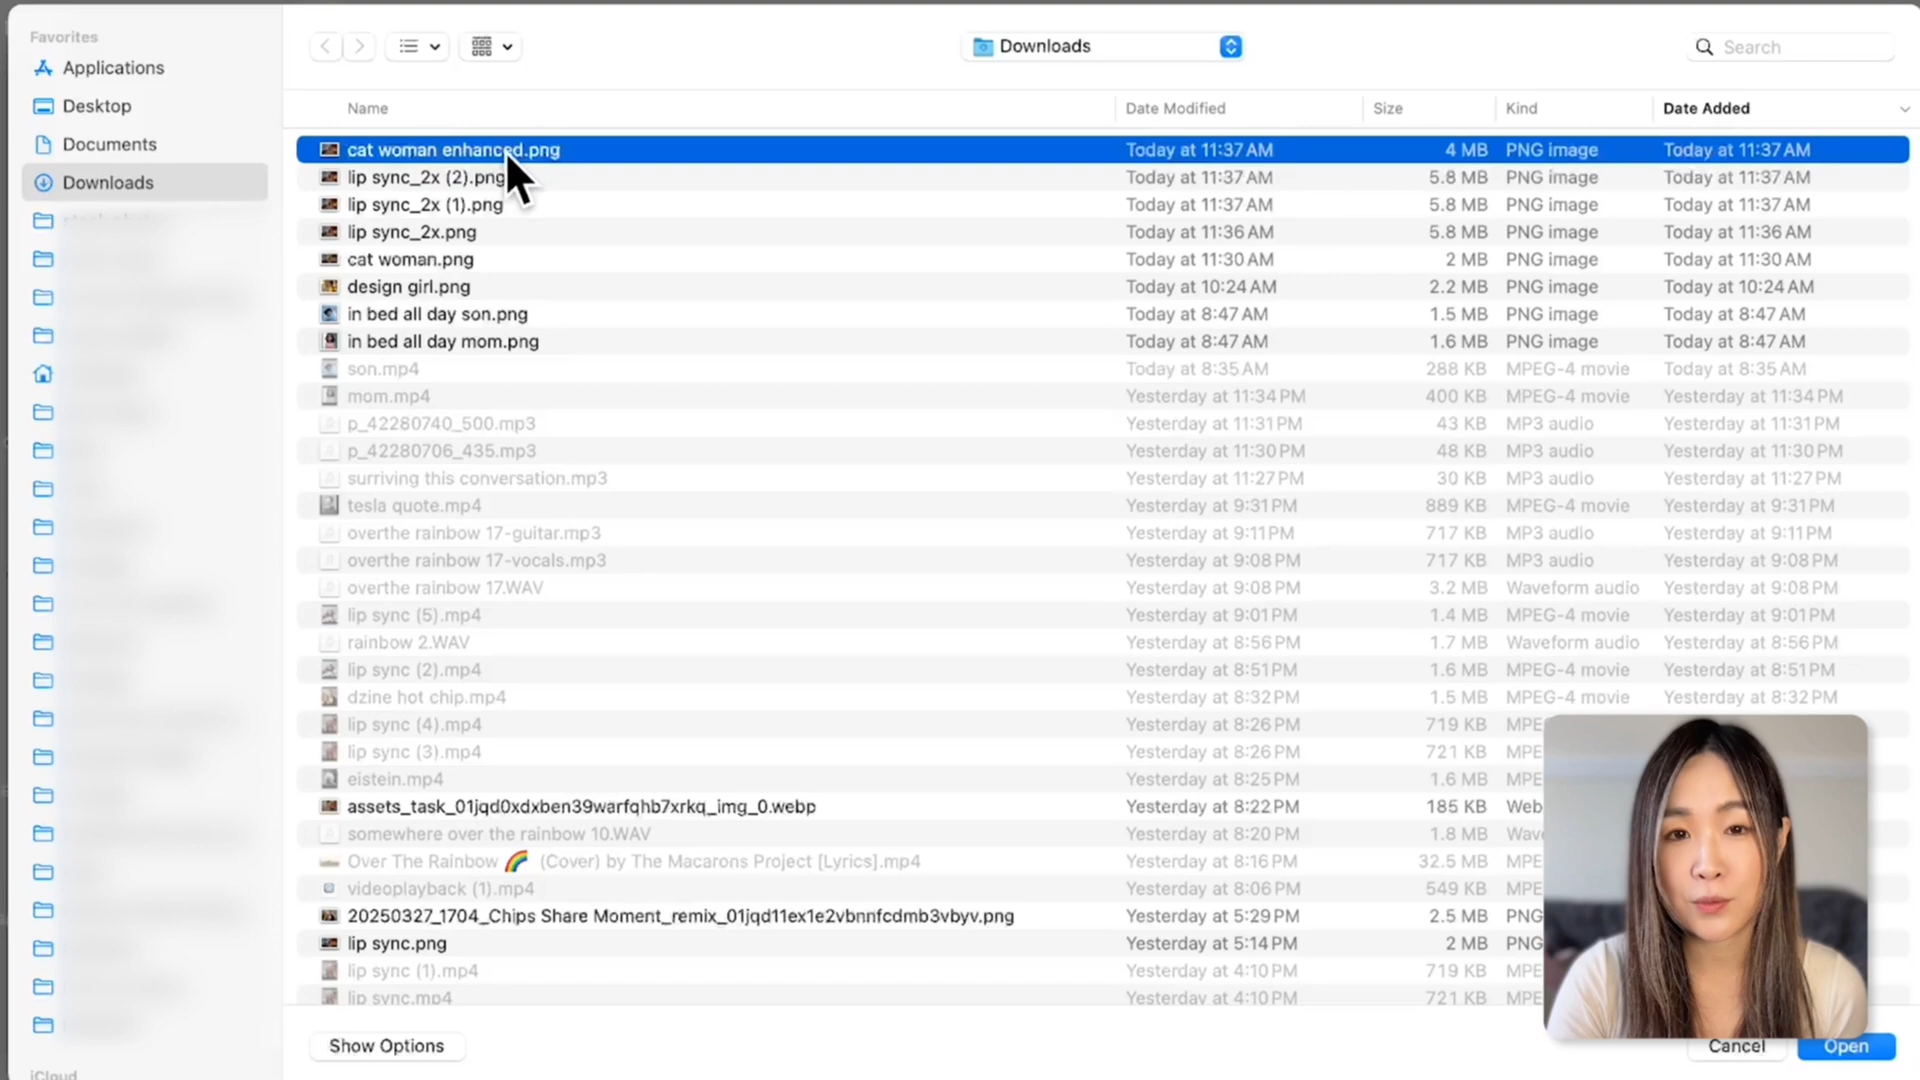 Favorites
Applications
Desktop
Documents
Downloads
iCloud
Downloads
Search
Name Date Modified Size Kind Date Added
cat woman enhanced.png Today at 11:37 AM 4 MB PNG image Today at 11:37 AM
lip sync_2x (2).png Today at 11:37 AM 5.8 MB PNG image Today at 11:37 AM
lip sync_2x (1).png Today at 11:37 AM 5.8 MB PNG image Today at 11:37 AM
lip sync_2x.png Today at 11:36 AM 5.8 MB PNG image Today at 11:36 AM
cat woman.png Today at 11:30 AM 2 MB PNG image Today at 11:30 AM
design girl.png Today at 10:24 AM 2.2 MB PNG image Today at 10:24 AM
in bed all day son.png Today at 8:47 AM 1.5 MB PNG image Today at 8:47 AM
in bed all day mom.png Today at 8:47 AM 1.6 MB PNG image Today at 8:47 AM
son.mp4 Today at 8:35 AM 288 KB MPEG-4 movie Today at 8:35 AM
mom.mp4 Yesterday at 11:34 PM 400 KB MPEG-4 movie Yesterday at 11:34 PM
p_42280740_500.mp3 Yesterday at 11:31 PM 43 KB MP3 audio Yesterday at 11:31 PM
p_42280706_435.mp3 Yesterday at 11:30 PM 48 KB MP3 audio Yesterday at 11:30 PM
surriving this conversation.mp3 Yesterday at 11:27 PM 30 KB MP3 audio Yesterday at 11:27 PM
tesla quote.mp4 Yesterday at 9:31 PM 889 KB MPEG-4 movie Yesterday at 9:31 PM
overthe rainbow 17-guitar.mp3 Yesterday at 9:11 PM 717 KB MP3 audio Yesterday at 9:11 PM
overthe rainbow 17-vocals.mp3 Yesterday at 9:08 PM 717 KB MP3 audio Yesterday at 9:08 PM
overthe rainbow 17.WAV Yesterday at 9:08 PM 3.2 MB Waveform audio Yesterday at 9:08 PM
lip sync (5).mp4 Yesterday at 9:01 PM 1.4 MB MPEG-4 movie Yesterday at 9:01 PM
rainbow 2.WAV Yesterday at 8:56 PM 1.7 MB Waveform audio Yesterday at 8:56 PM
lip sync (2).mp4 Yesterday at 8:51 PM 1.6 MB MPEG-4 movie Yesterday at 8:51 PM
dzine hot chip.mp4 Yesterday at 8:32 PM 1.5 MB MPEG-4 movie Yesterday at 8:32 PM
lip sync (4).mp4 Yesterday at 8:26 PM 719 KB MPE
lip sync (3).mp4 Yesterday at 8:26 PM 721 KB MPE
eistein.mp4 Yesterday at 8:25 PM 1.6 MB MPE
assets_task_01jqd0xdxben39warfqhb7xrkq_img_0.webp Yesterday at 8:22 PM 185 KB Web
somewhere over the rainbow 10.WAV Yesterday at 8:20 PM 1.8 MB Wav
Over The Rainbow 🌈 (Cover) by The Macarons Project [Lyrics].mp4 Yesterday at 8:16 PM 32.5 MB MPE
videoplayback (1).mp4 Yesterday at 8:06 PM 549 KB MPE
20250327_1704_Chips Share Moment_remix_01jqd11ex1e2vbnnfcdmb3vbyv.png Yesterday at 5:29 PM 2.5 MB PNG
lip sync.png Yesterday at 5:14 PM 2 MB PNG
lip sync (1).mp4 Yesterday at 4:10 PM 719 KB MPE
lip sync.mp4 Yesterday at 4:10 PM 721 KB MPE
Show Options
Cancel
Open